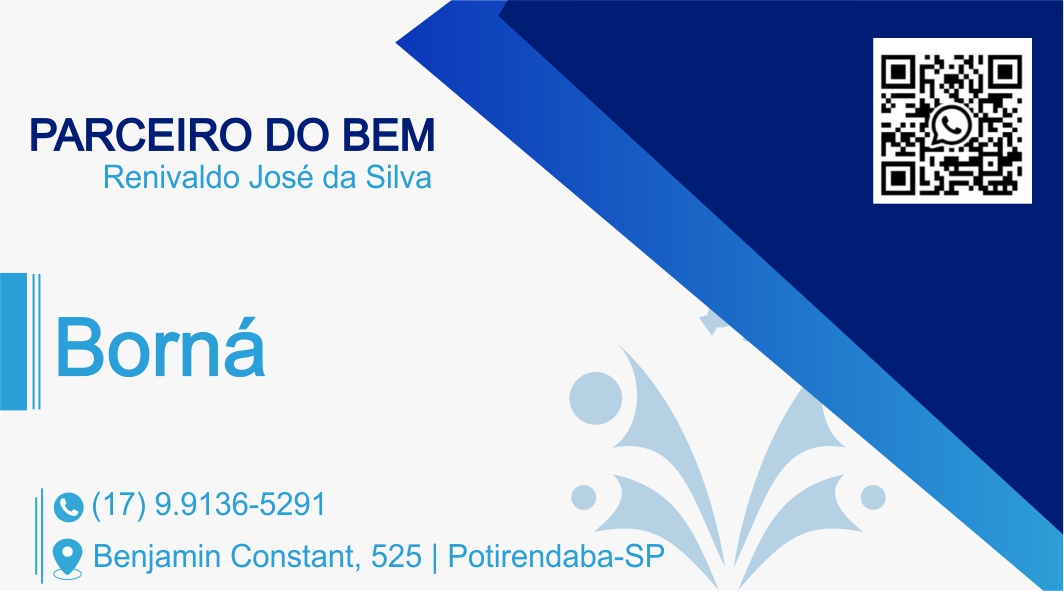 PARCEIRO DO BEM
Renivaldo José da Silva
Borná
(17) 9.9136-5291
Benjamin Constant, 525 | Potirendaba-SP